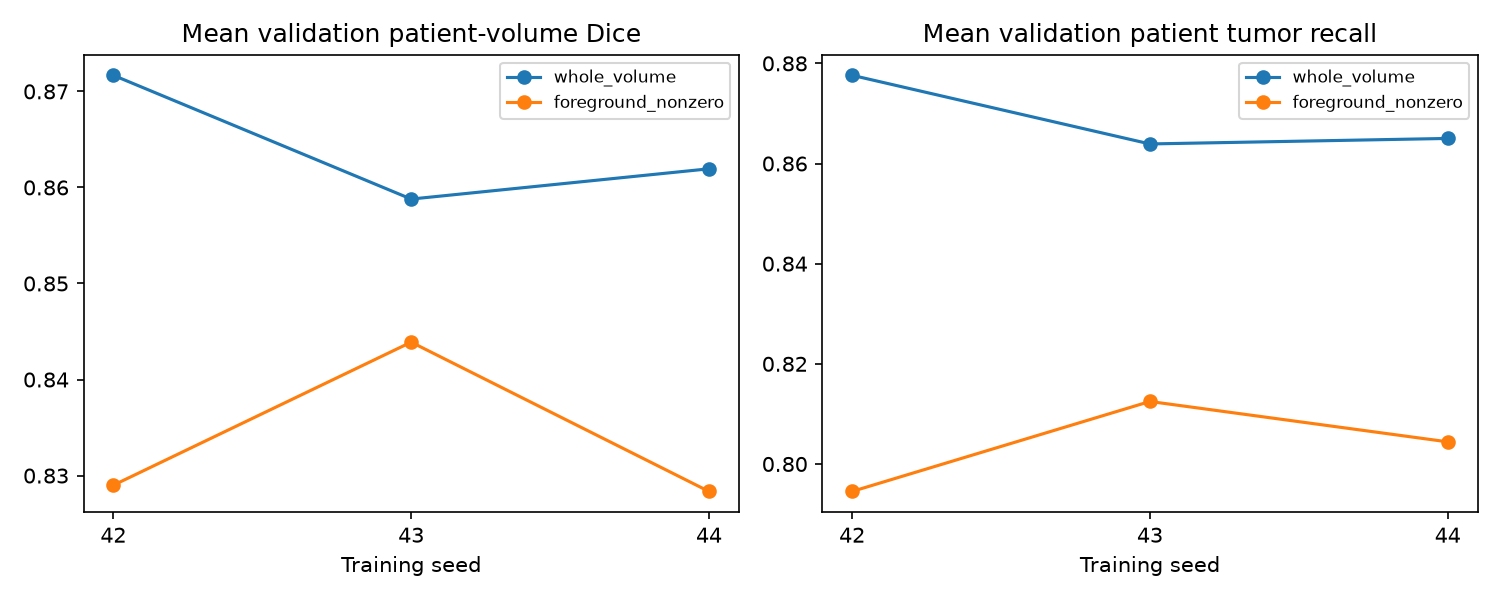 Mean validation patient-volume Dice
0.87
0.86
0.85
0.84
0.83
whole_volume
foreground_nonzero
42
43
44
Training seed
Mean validation patient tumor recall
0.88
0.86
0.84
0.82
0.80
whole_volume
foreground_nonzero
42
43
44
Training seed